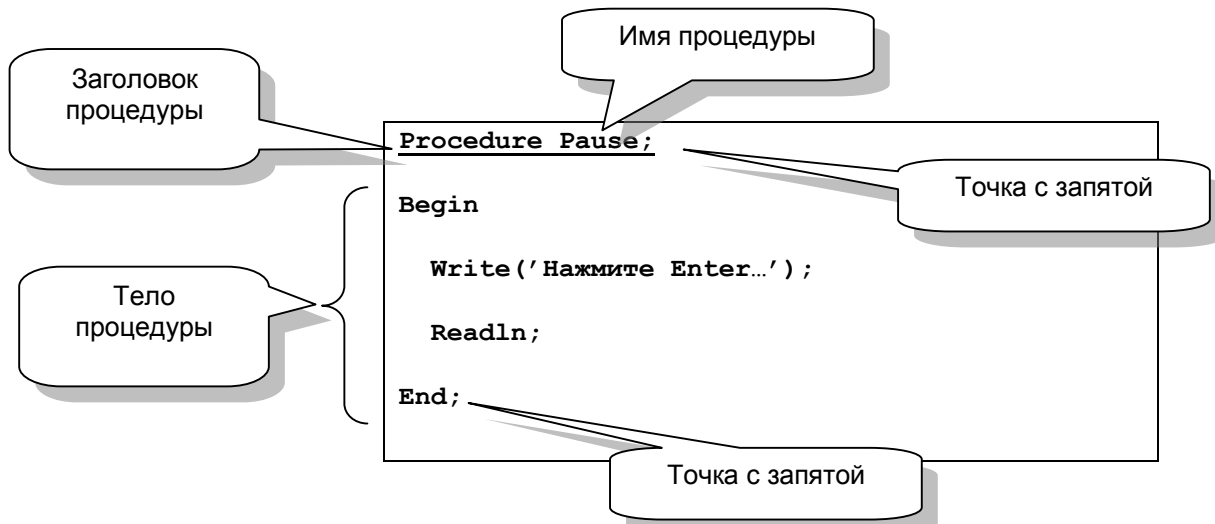 Имя процедуры
Заголовок
процедуры
Procedure Pause;
Точка с запятой
Begin
Write(’Нажмите Enter…’);
Тело
процедуры
Readln;
End;
Точка с запятой